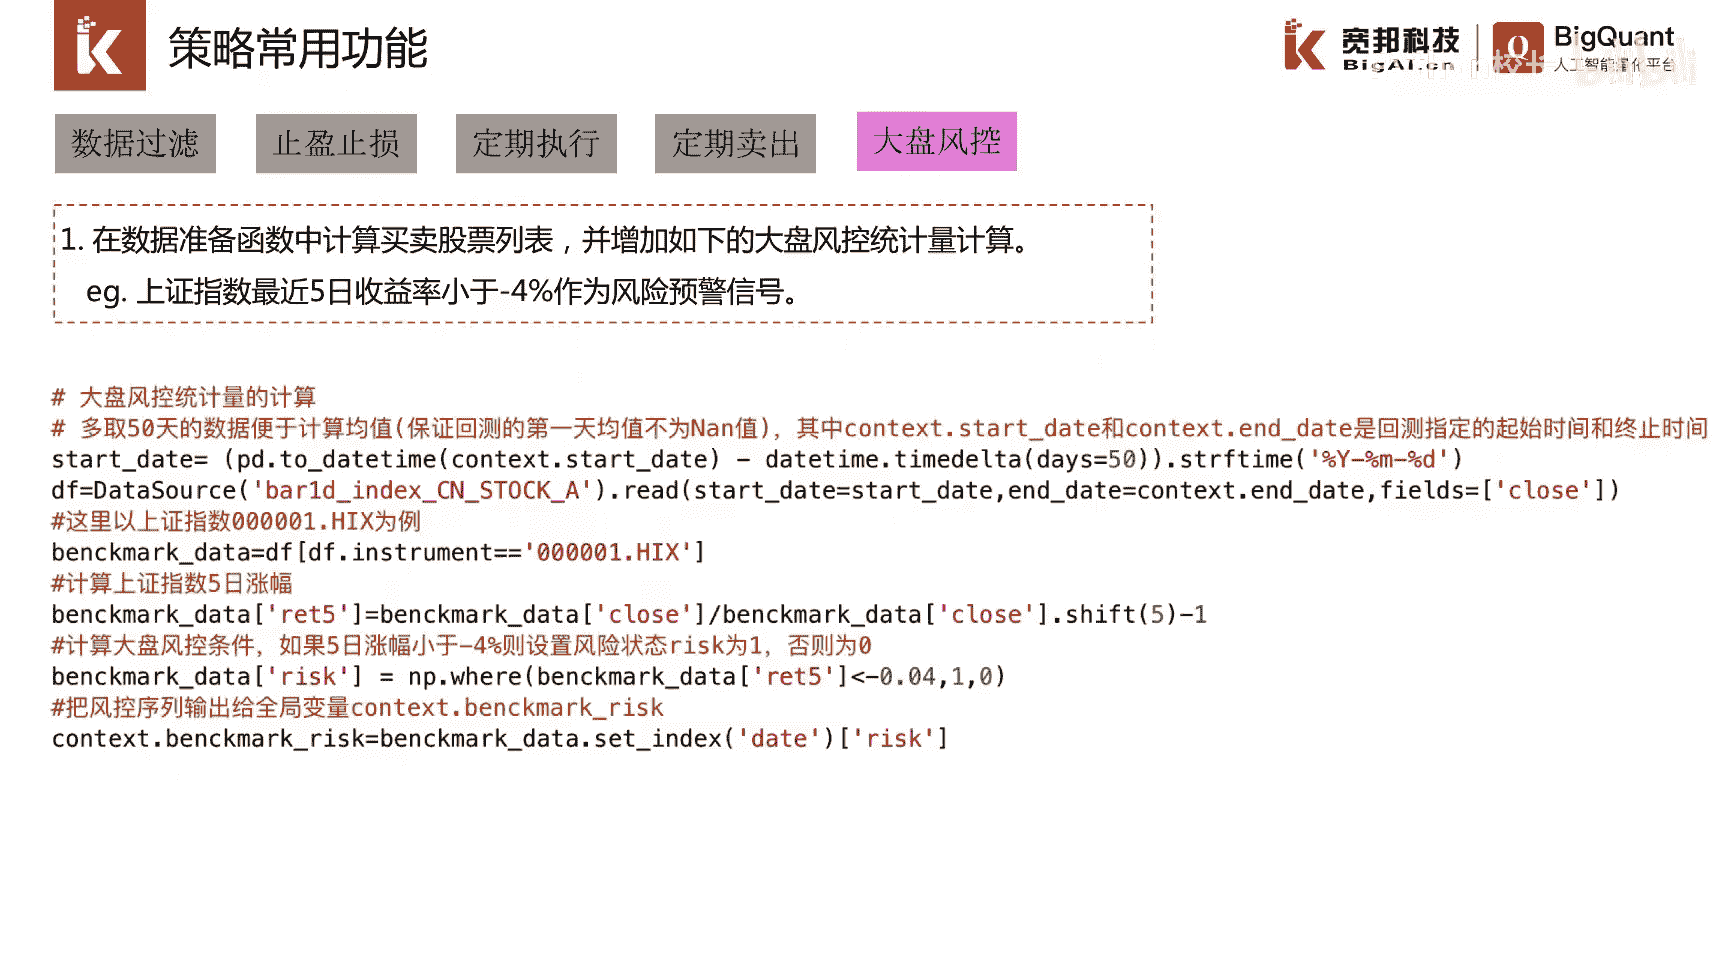 策略常用功能
宽邦科技
BigAI.cn
BigQuant
人工智能量化平台
数据过滤
止盈止损
定期执行
定期卖出
大盘风控
1. 在数据准备函数中计算买卖股票列表，并增加如下的大盘风控统计量计算。
eg. 上证指数最近5日收益率小于-4%作为风险预警信号。
# 大盘风控统计量的计算
# 多取50天的数据便于计算均值(保证回测的第一天均值不为Nan值)，其中context.start_date和context.end_date是回测指定的起始时间和终止时间
start_date= (pd.to_datetime(context.start_date) - datetime.timedelta(days=50)).strftime('%Y-%m-%d')
df=DataSource('bar1d_index_CN_STOCK_A').read(start_date=start_date,end_date=context.end_date,fields=['close'])
#这里以上证指数000001.HIX为例
benckmark_data=df[df.instrument=='000001.HIX']
#计算上证指数5日涨幅
benckmark_data['ret5']=benckmark_data['close']/benckmark_data['close'].shift(5)-1
#计算大盘风控条件，如果5日涨幅小于-4%则设置风险状态risk为1，否则为0
benckmark_data['risk'] = np.where(benckmark_data['ret5']<-0.04,1,0)
#把风控序列输出给全局变量context.benckmark_risk
context.benckmark_risk=benckmark_data.set_index('date')['risk']